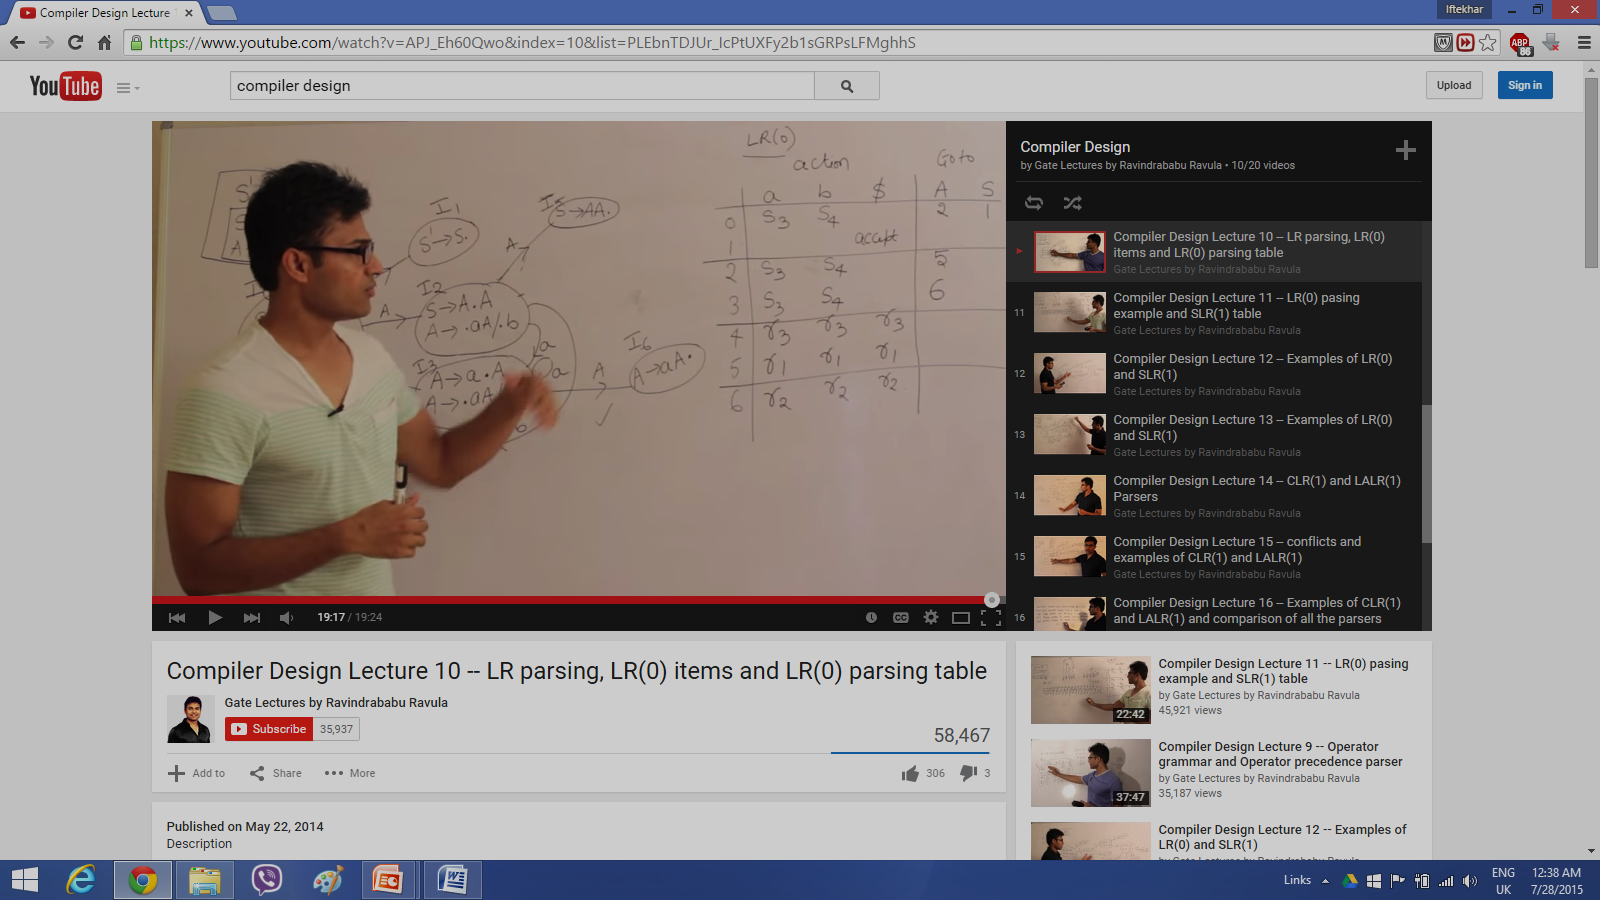 Compiler Design Lecture
Iftekhar
https://www.youtube.com/watch?v=APJ_Eh60Qwo&index=10&list=PLEbnTDJUr_IcPtUXFy2b1sGRPsLFMghhS
ABP
86
YouTube
compiler design
Upload
Sign in
LR(0)
action
Goto
a b $ A S
0 S3 S4 2 1
1 accept
2 S3 S4 5
3 S3 S4 6
4 r3 r3 r3
5 r1 r1 r1
6 r2 r2 r2
I1
S'→S.
I5
S→AA.
A
I2
S→A.A
A→.aA/.b
A
a
I3
A→a.A
A→.aA
a
b
A
I6
A→aA.
19:17 / 19:24
CC
Compiler Design
by Gate Lectures by Ravindrababu Ravula • 10/20 videos
Compiler Design Lecture 10 -- LR parsing, LR(0)
items and LR(0) parsing table
Gate Lectures by Ravindrababu Ravula
11
Compiler Design Lecture 11 -- LR(0) pasing
example and SLR(1) table
Gate Lectures by Ravindrababu Ravula
12
Compiler Design Lecture 12 -- Examples of LR(0)
and SLR(1)
Gate Lectures by Ravindrababu Ravula
13
Compiler Design Lecture 13 -- Examples of LR(0)
and SLR(1)
Gate Lectures by Ravindrababu Ravula
14
Compiler Design Lecture 14 -- CLR(1) and LALR(1)
Parsers
Gate Lectures by Ravindrababu Ravula
15
Compiler Design Lecture 15 -- conflicts and
examples of CLR(1) and LALR(1)
Gate Lectures by Ravindrababu Ravula
16
Compiler Design Lecture 16 -- Examples of CLR(1)
and LALR(1) and comparison of all the parsers
Compiler Design Lecture 10 -- LR parsing, LR(0) items and LR(0) parsing table
Gate Lectures by Ravindrababu Ravula
Subscribe
35,937
58,467
Add to
Share
More
306
3
Published on May 22, 2014
Description
22:42
Compiler Design Lecture 11 -- LR(0) pasing
example and SLR(1) table
by Gate Lectures by Ravindrababu Ravula
45,921 views
37:47
Compiler Design Lecture 9 -- Operator
grammar and Operator precedence parser
by Gate Lectures by Ravindrababu Ravula
35,187 views
Compiler Design Lecture 12 -- Examples of
LR(0) and SLR(1)
Links
ENG
UK
12:38 AM
7/28/2015